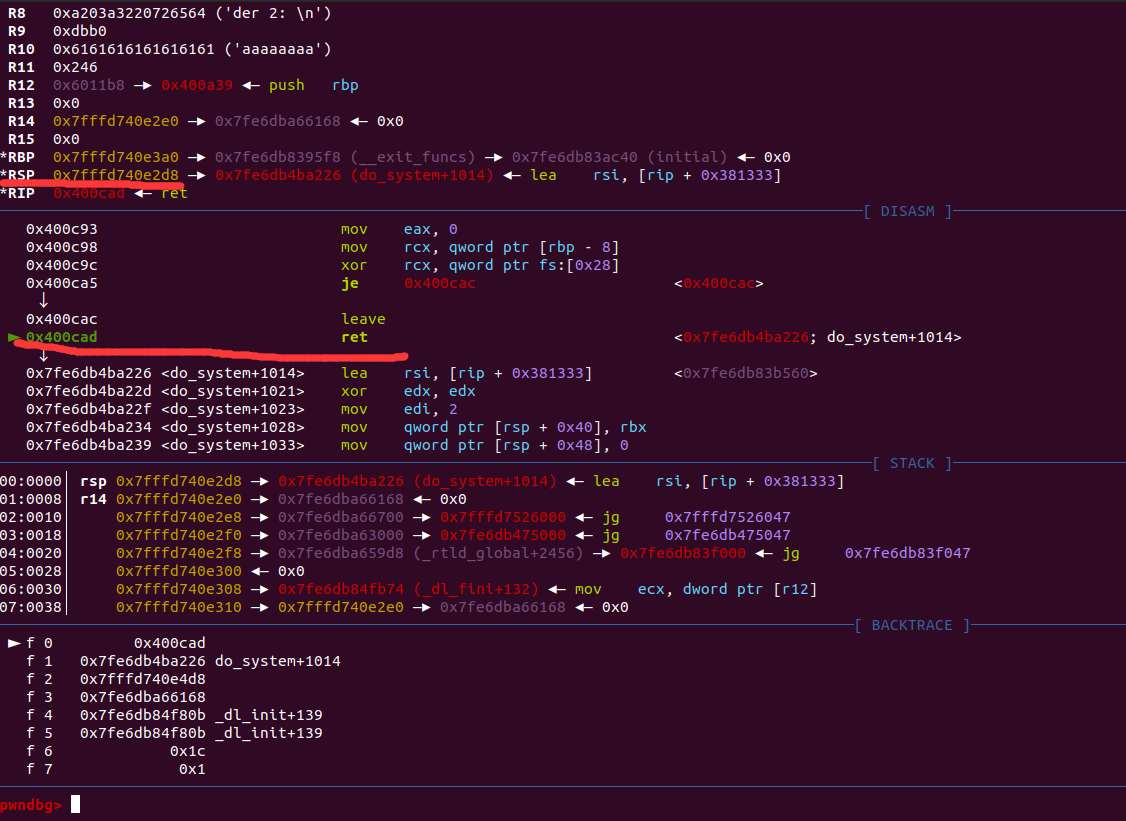 R8 0xa203a3220726564 ('der 2: \n')
R9 0xdbb0
R10 0x6161616161616161 ('aaaaaaaa')
R11 0x246
R12 0x6011b8 —▸ 0x400a39 ◂— push rbp
R13 0x0
R14 0x7fffd740e2e0 —▸ 0x7fe6dba66168 ◂— 0x0
R15 0x0
*RBP 0x7fffd740e3a0 —▸ 0x7fe6db8395f8 (__exit_funcs) —▸ 0x7fe6db83ac40 (initial) ◂— 0x0
*RSP 0x7fffd740e2d8 —▸ 0x7fe6db4ba226 (do_system+1014) ◂— lea rsi, [rip + 0x381333]
*RIP 0x400cad ◂— ret
[ DISASM ]
0x400c93 mov eax, 0
0x400c98 mov rcx, qword ptr [rbp - 8]
0x400c9c xor rcx, qword ptr fs:[0x28]
0x400ca5 je 0x400cac <0x400cac>
↓
0x400cac leave
► 0x400cad ret <0x7fe6db4ba226; do_system+1014>
↓
0x7fe6db4ba226 <do_system+1014> lea rsi, [rip + 0x381333] <0x7fe6db83b560>
0x7fe6db4ba22d <do_system+1021> xor edx, edx
0x7fe6db4ba22f <do_system+1023> mov edi, 2
0x7fe6db4ba234 <do_system+1028> mov qword ptr [rsp + 0x40], rbx
0x7fe6db4ba239 <do_system+1033> mov qword ptr [rsp + 0x48], 0
[ STACK ]
00:0000│ rsp 0x7fffd740e2d8 —▸ 0x7fe6db4ba226 (do_system+1014) ◂— lea rsi, [rip + 0x381333]
01:0008│ r14 0x7fffd740e2e0 —▸ 0x7fe6dba66168 ◂— 0x0
02:0010│ 0x7fffd740e2e8 —▸ 0x7fe6dba66700 —▸ 0x7fffd7526000 ◂— jg 0x7fffd7526047
03:0018│ 0x7fffd740e2f0 —▸ 0x7fe6dba63000 —▸ 0x7fe6db475000 ◂— jg 0x7fe6db475047
04:0020│ 0x7fffd740e2f8 —▸ 0x7fe6dba659d8 (_rtld_global+2456) —▸ 0x7fe6db83f000 ◂— jg 0x7fe6db83f047
05:0028│ 0x7fffd740e300 ◂— 0x0
06:0030│ 0x7fffd740e308 —▸ 0x7fe6db84fb74 (_dl_fini+132) ◂— mov ecx, dword ptr [r12]
07:0038│ 0x7fffd740e310 —▸ 0x7fffd740e2e0 —▸ 0x7fe6dba66168 ◂— 0x0
[ BACKTRACE ]
► f 0 0x400cad
f 1 0x7fe6db4ba226 do_system+1014
f 2 0x7fffd740e4d8
f 3 0x7fe6dba66168
f 4 0x7fe6db84f80b _dl_init+139
f 5 0x7fe6db84f80b _dl_init+139
f 6 0x1c
f 7 0x1
pwndbg>